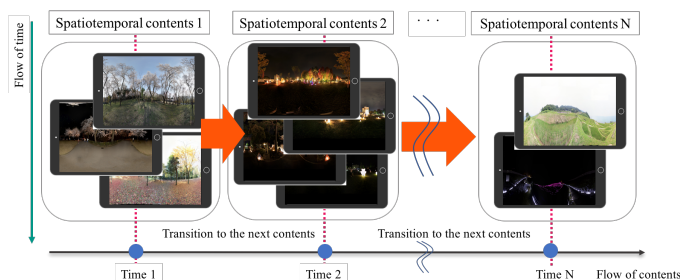 Spatiotemporal contents 1
Spatiotemporal contents 2
. . .
Spatiotemporal contents N
Flow of time
Transition to the next contents
Transition to the next contents
Time 1
Time 2
Time N
Flow of contents